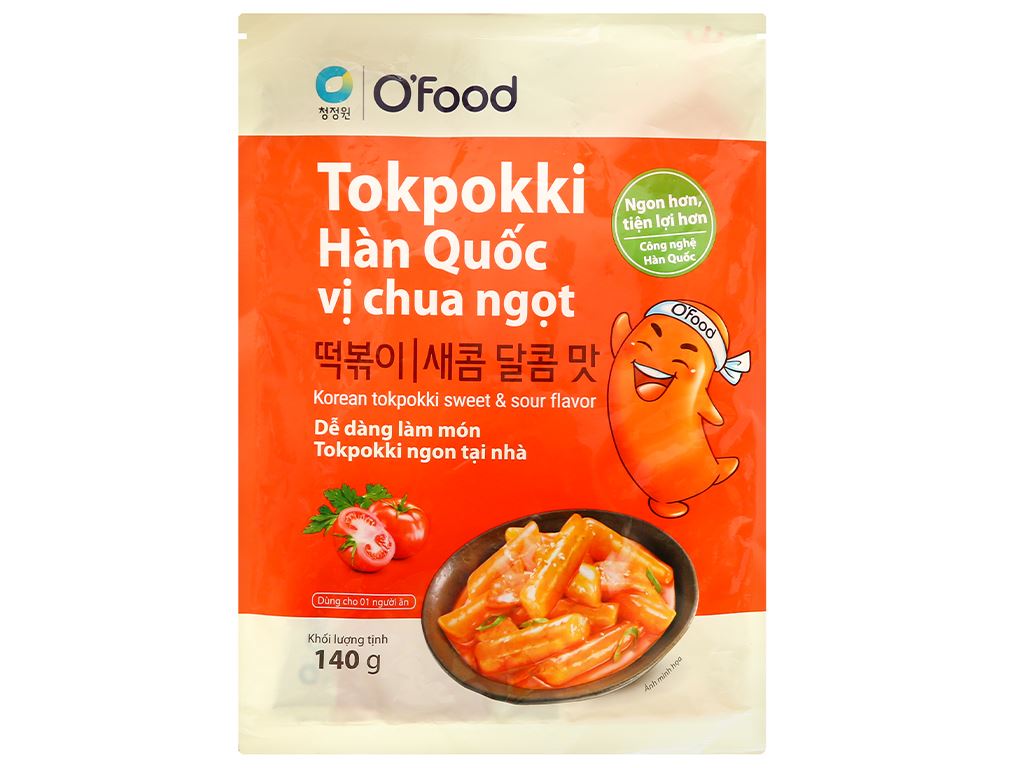 청정원
O'Food
Tokpokki
Hàn Quốc
vị chua ngọt
떡볶이|새콤 달콤 맛
Korean tokpokki sweet & sour flavor
Dễ dàng làm món
Tokpokki ngon tại nhà
Ngon hơn,
tiện lợi hơn
Công nghệ
Hàn Quốc
O'Food
Dùng cho 01 người ăn
Khối lượng tịnh
140 g
Ảnh minh họa